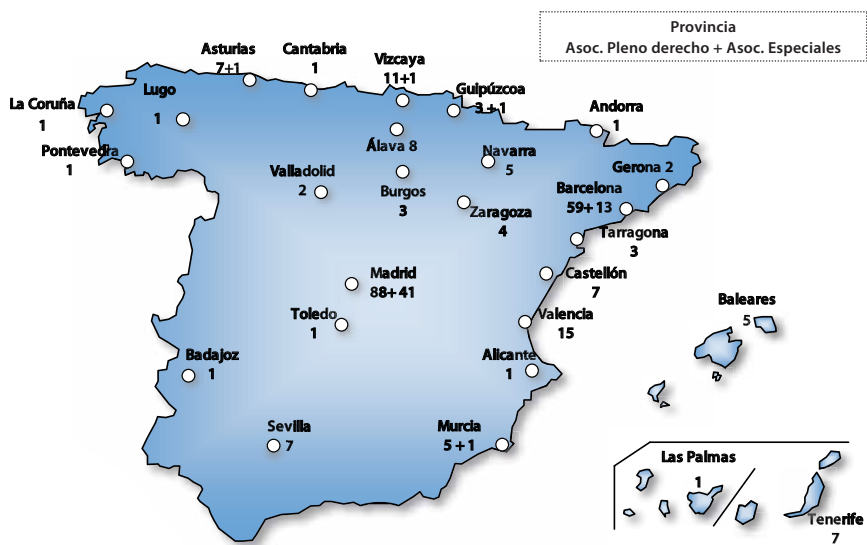 Provincia
Asoc. Pleno derecho + Asoc. Especiales
Asturias
7+1
Cantabria
1
Vizcaya
11+1
Guipúzcoa
3 + 1
La Coruña
1
Lugo
1
Andorra
1
Pontevedra
1
Álava 8
Navarra
5
Gerona 2
Valladolid
2
Burgos
3
Barcelona
59+ 13
Zaragoza
4
Tarragona
3
Madrid
88+ 41
Castellón
7
Baleares
5
Toledo
1
Valencia
15
Badajoz
1
Alicante
1
Sevilla
7
Murcia
5 + 1
Las Palmas
1
Tenerife
7